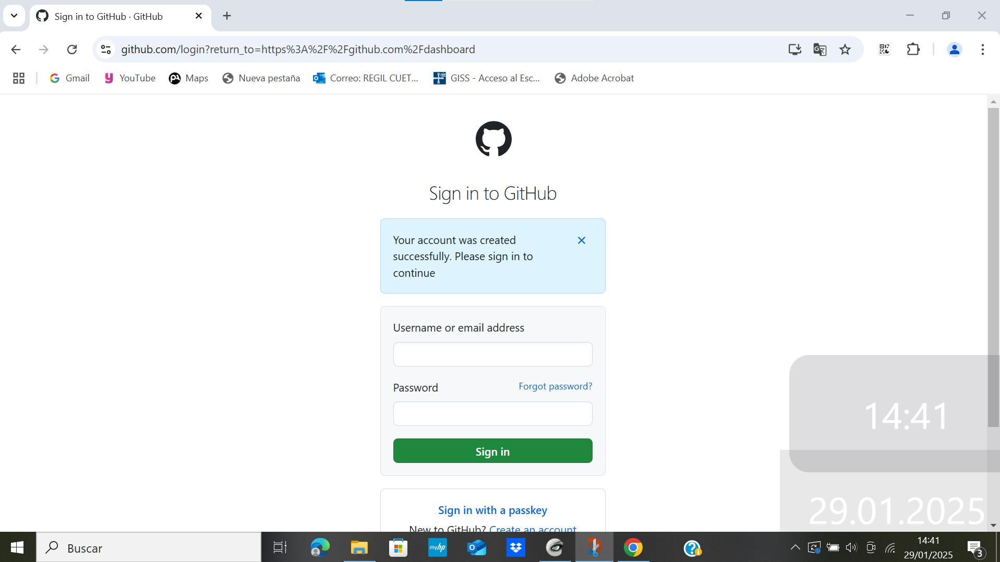 Sign in to GitHub · GitHub
github.com/login?return_to=https%3A%2F%2Fgithub.com%2Fdashboard
Gmail
YouTube
Maps
Nueva pestaña
Correo: REGIL CUET...
GISS - Acceso al Esc...
Adobe Acrobat
Sign in to GitHub
Your account was created
successfully. Please sign in to
continue
Username or email address
Password
Forgot password?
Sign in
Sign in with a passkey
New to GitHub? Create an account
14:41
29.01.2025
Buscar
myhp
14:41
29/01/2025
3